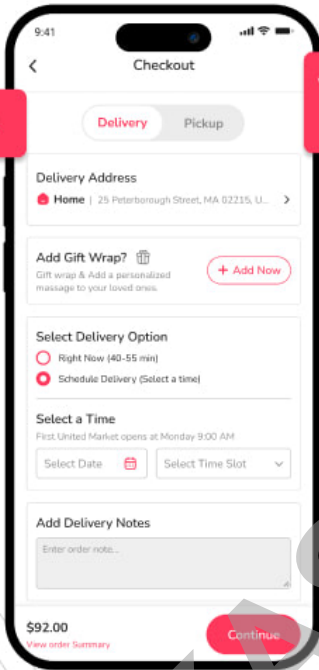 9:41
Checkout
Delivery Pickup
Delivery Address
Home | 25 Peterborough Street, MA 02215, U...
Add Gift Wrap?
Gift wrap & Add a personalized
massage to your loved ones.
+ Add Now
Select Delivery Option
Right Now (40-55 min)
Schedule Delivery (Select a time)
Select a Time
First United Market opens at Monday 9:00 AM
Select Date Select Time Slot
Add Delivery Notes
Enter order note...
$92.00
View order Summary
Continue